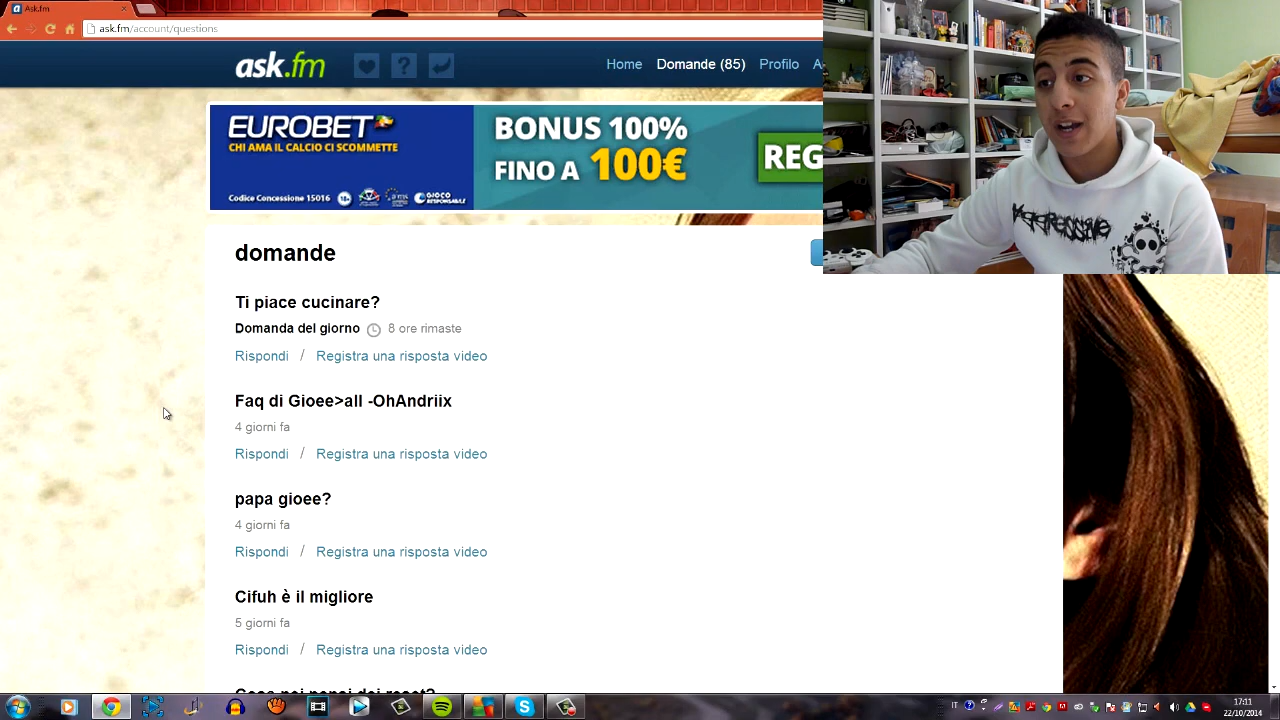 Ask.fm
ask.fm/account/questions
ask.fm
Home
Domande (85)
Profilo
EUROBET
CHI AMA IL CALCIO CI SCOMMETTE
Codice Concessione 15016
18+
GIOCO RESPONSABILE
BONUS 100%
FINO A 100€
REG
AGGRESSIVE
domande
Ti piace cucinare?
Domanda del giorno 8 ore rimaste
Rispondi / Registra una risposta video
Faq di Gioee>all -OhAndriix
4 giorni fa
Rispondi / Registra una risposta video
papa gioee?
4 giorni fa
Rispondi / Registra una risposta video
Cifuh è il migliore
5 giorni fa
Rispondi / Registra una risposta video
IT
17:11
22/10/2014